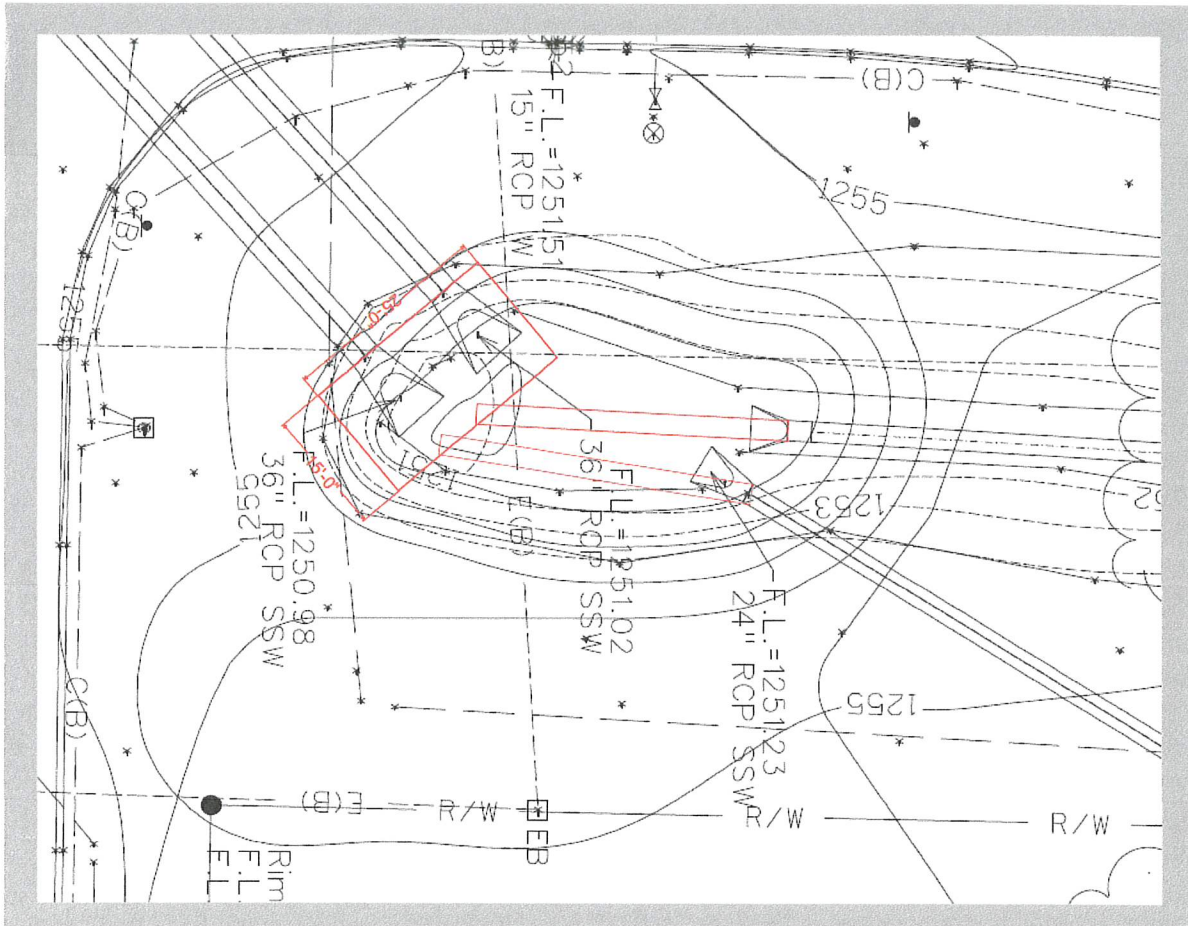 B)
C(B)
F.L.=1251.51
15" RCP W
1255
C(B)
1255
25'-0"
15'-0"
1251
F.L.=1250.98
36" RCP SSW
F.L.=1251.02
36" RCP SSW
E(B)
1253
F.L.=1251.23
24" RCP SSW
1255
C(B)
E(B)
R/W
EB
R/W
R/W
Rim
F.L.
F.L